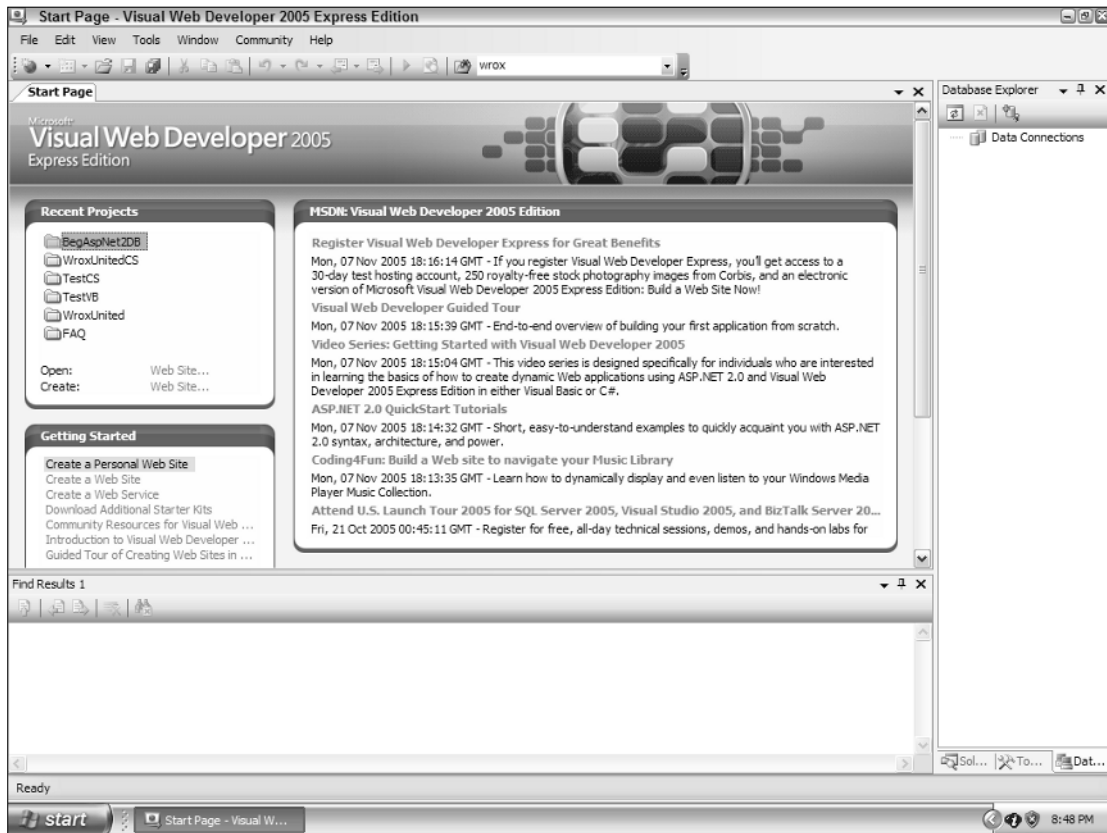 Start Page - Visual Web Developer 2005 Express Edition
File Edit View Tools Window Community Help
wrox
Start Page
Microsoft
Visual Web Developer 2005
Express Edition
Recent Projects
BegAspNet2DB
WroxUnitedCS
TestCS
TestVB
WroxUnited
FAQ
Open: Web Site...
Create: Web Site...
Getting Started
Create a Personal Web Site
Create a Web Site
Create a Web Service
Download Additional Starter Kits
Community Resources for Visual Web ...
Introduction to Visual Web Developer ...
Guided Tour of Creating Web Sites in ...
MSDN: Visual Web Developer 2005 Edition
Register Visual Web Developer Express for Great Benefits
Mon, 07 Nov 2005 18:16:14 GMT - If you register Visual Web Developer Express, you'll get access to a
30-day test hosting account, 250 royalty-free stock photography images from Corbis, and an electronic
version of Microsoft Visual Web Developer 2005 Express Edition: Build a Web Site Now!
Visual Web Developer Guided Tour
Mon, 07 Nov 2005 18:15:39 GMT - End-to-end overview of building your first application from scratch.
Video Series: Getting Started with Visual Web Developer 2005
Mon, 07 Nov 2005 18:15:04 GMT - This video series is designed specifically for individuals who are interested
in learning the basics of how to create dynamic Web applications using ASP.NET 2.0 and Visual Web
Developer 2005 Express Edition in either Visual Basic or C#.
ASP.NET 2.0 QuickStart Tutorials
Mon, 07 Nov 2005 18:14:32 GMT - Short, easy-to-understand examples to quickly acquaint you with ASP.NET
2.0 syntax, architecture, and power.
Coding4Fun: Build a Web site to navigate your Music Library
Mon, 07 Nov 2005 18:13:35 GMT - Learn how to dynamically display and even listen to your Windows Media
Player Music Collection.
Attend U.S. Launch Tour 2005 for SQL Server 2005, Visual Studio 2005, and BizTalk Server 20...
Fri, 21 Oct 2005 00:45:11 GMT - Register for free, all-day technical sessions, demos, and hands-on labs for
Database Explorer
Data Connections
Find Results 1
Sol... To... Dat...
Ready
start
Start Page - Visual W...
8:48 PM